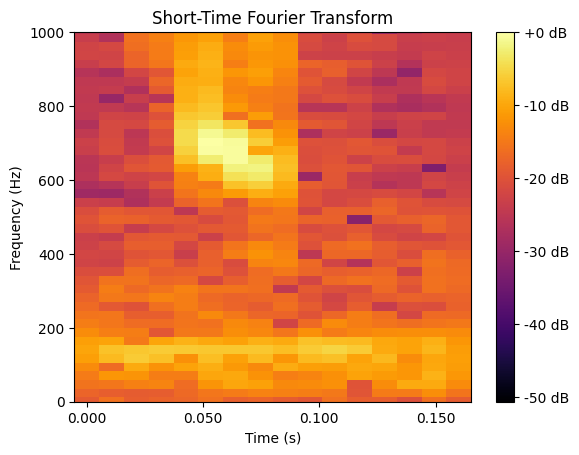 Short-Time Fourier Transform
1000
800
600
400
200
0
Frequency (Hz)
0.000
0.050
0.100
0.150
Time (s)
+0 dB
-10 dB
-20 dB
-30 dB
-40 dB
-50 dB